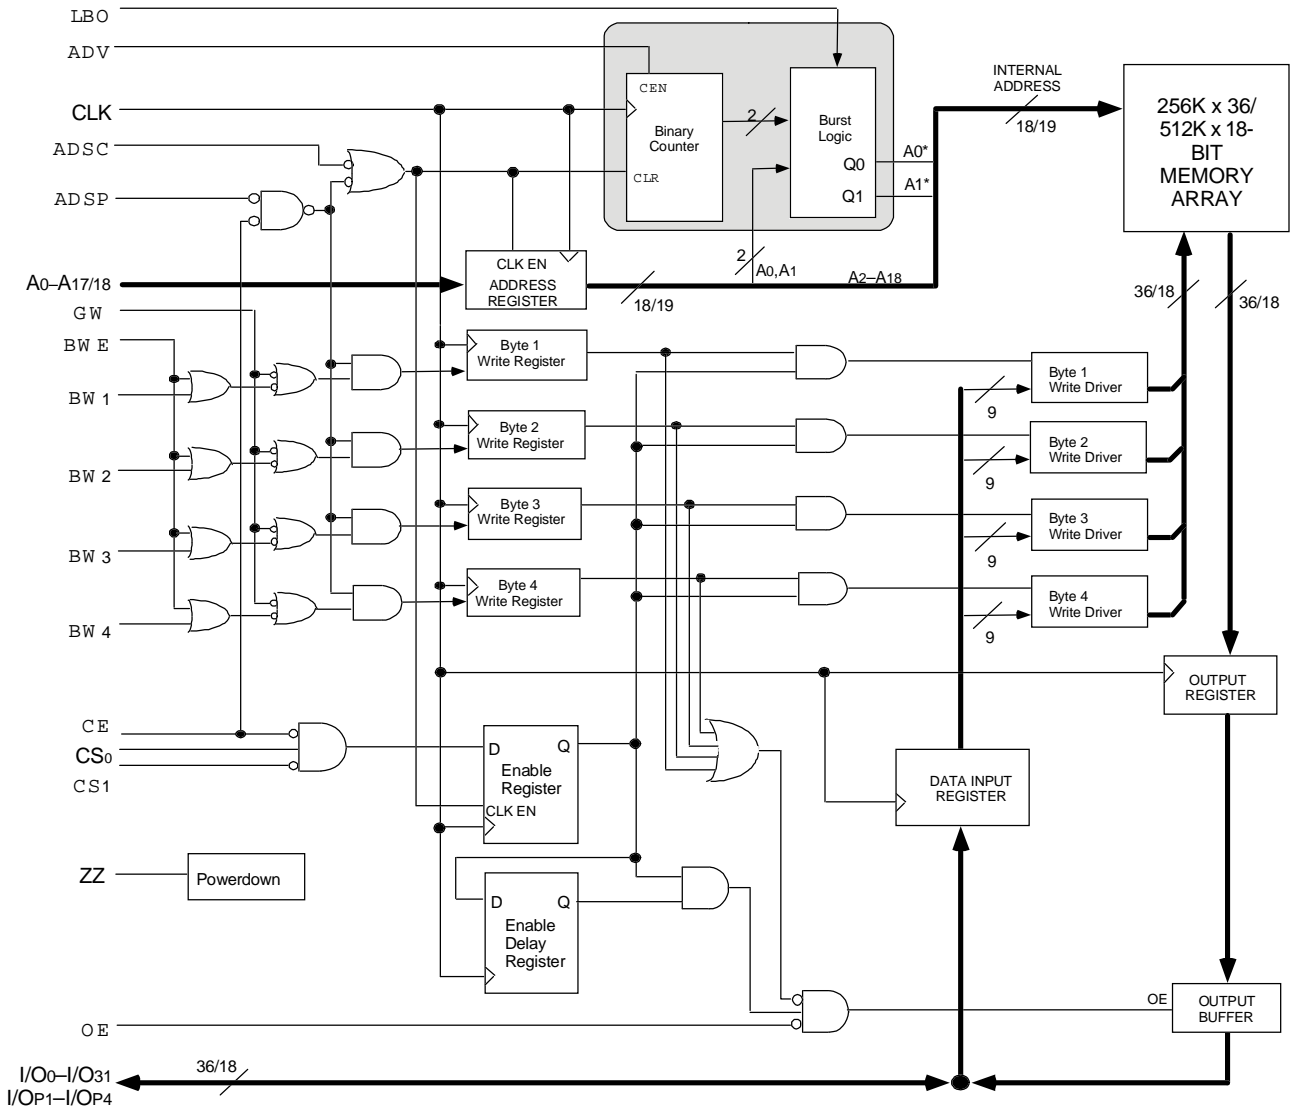 LBO
ADV
CLK
ADSC
ADSP
A0–A17/18
GW
BWE
BW1
BW2
BW3
BW4
CE
CS0
CS1
ZZ
Powerdown
OE
I/O0–I/O31
I/OP1–I/OP4
36/18
CEN
Binary
Counter
CLR
2
Burst
Logic
Q0
Q1
A0*
A1*
2
A0,A1
A2–A18
INTERNAL
ADDRESS
18/19
256K x 36/
512K x 18-
BIT
MEMORY
ARRAY
CLK EN
ADDRESS
REGISTER
18/19
36/18
36/18
Byte 1
Write Register
Byte 2
Write Register
Byte 3
Write Register
Byte 4
Write Register
9
Byte 1
Write Driver
9
Byte 2
Write Driver
9
Byte 3
Write Driver
9
Byte 4
Write Driver
OUTPUT
REGISTER
D
Q
Enable
Register
CLK EN
DATA INPUT
REGISTER
D
Q
Enable
Delay
Register
OE
OUTPUT
BUFFER